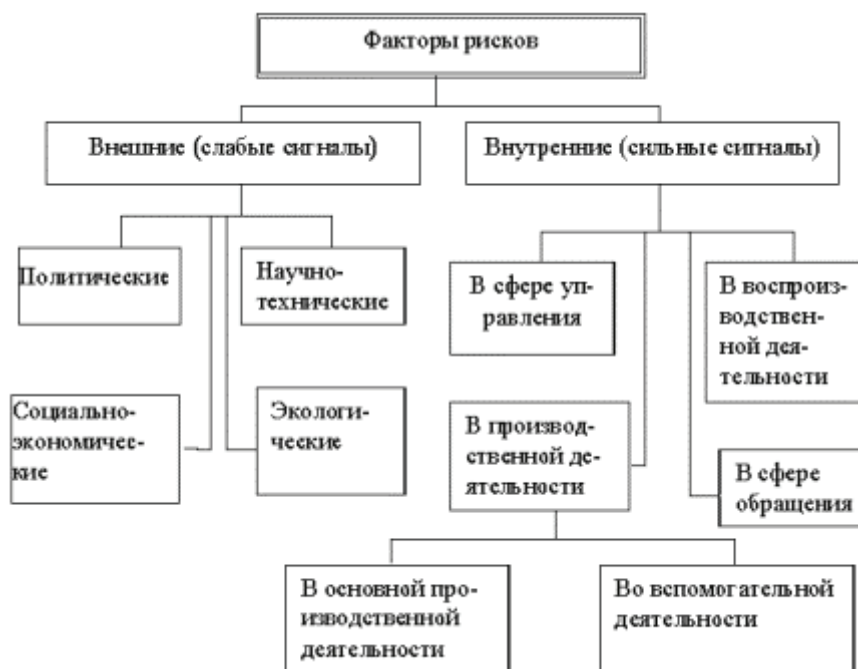 Факторы рисков
Внешние (слабые сигналы)
Внутренние (сильные сигналы)
Политические
Научно-
технические
В сфере уп-
равления
В воспроиз-
водствен-
ной дея-
тельности
Социально-
экономичес-
кие
Экологи-
ческие
В производ-
ственной де-
ятельности
В сфере
обращения
В основной про-
изводственной
деятельности
Во вспомогательной
деятельности